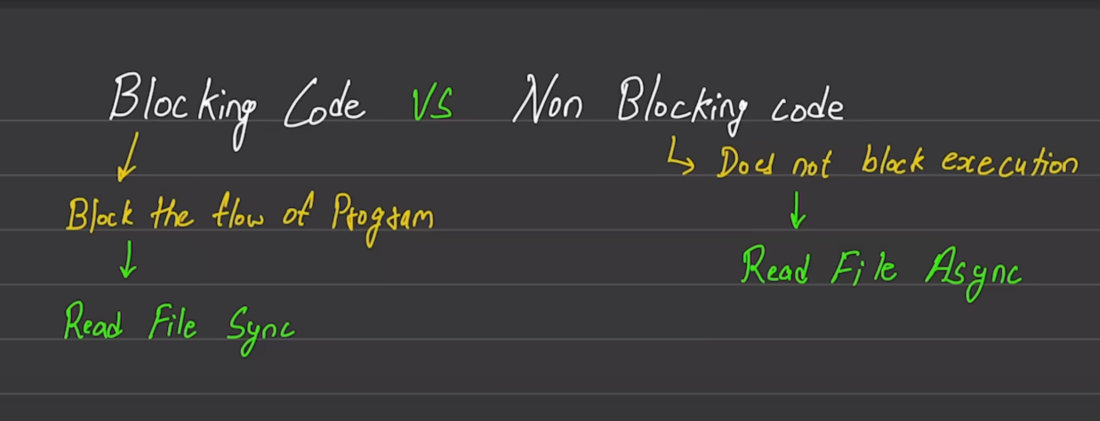 Blocking Code VS Non Blocking code
Does not block execution
Block the flow of Program
Read File Async
Read File Sync